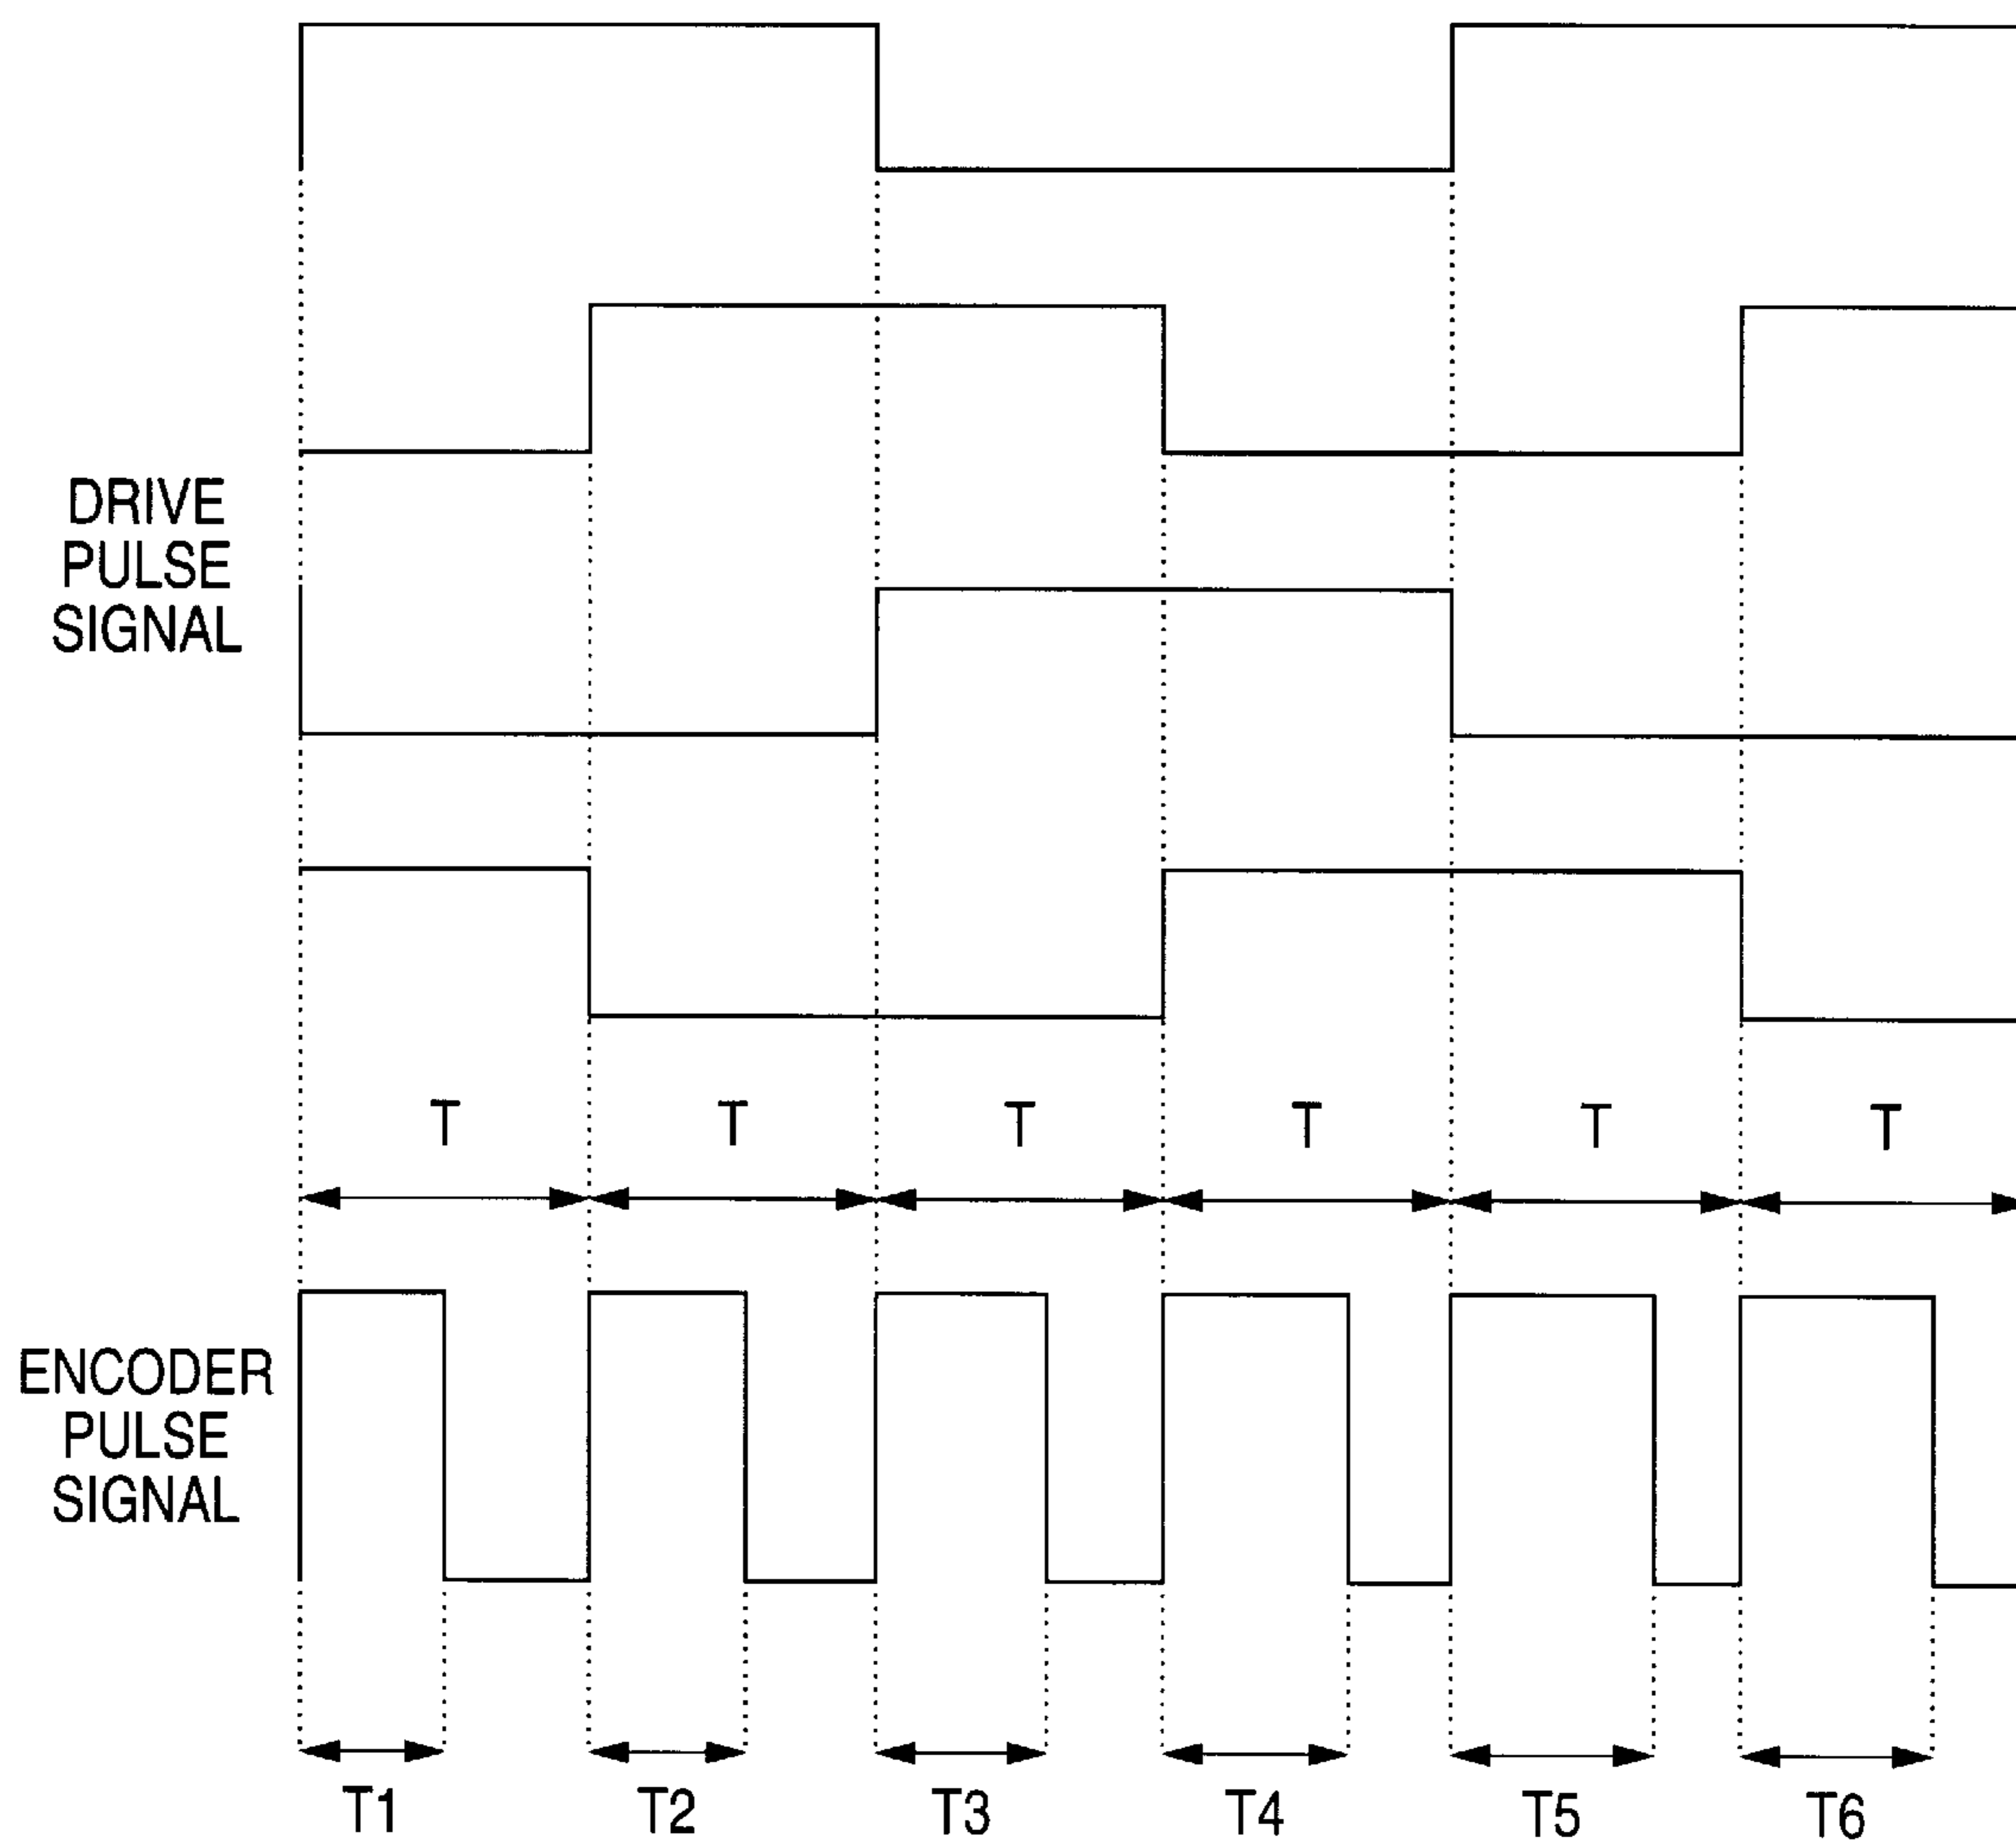 DRIVE
PULSE
SIGNAL
T T T T T T
ENCODER
PULSE
SIGNAL
T1 T2 T3 T4 T5 T6